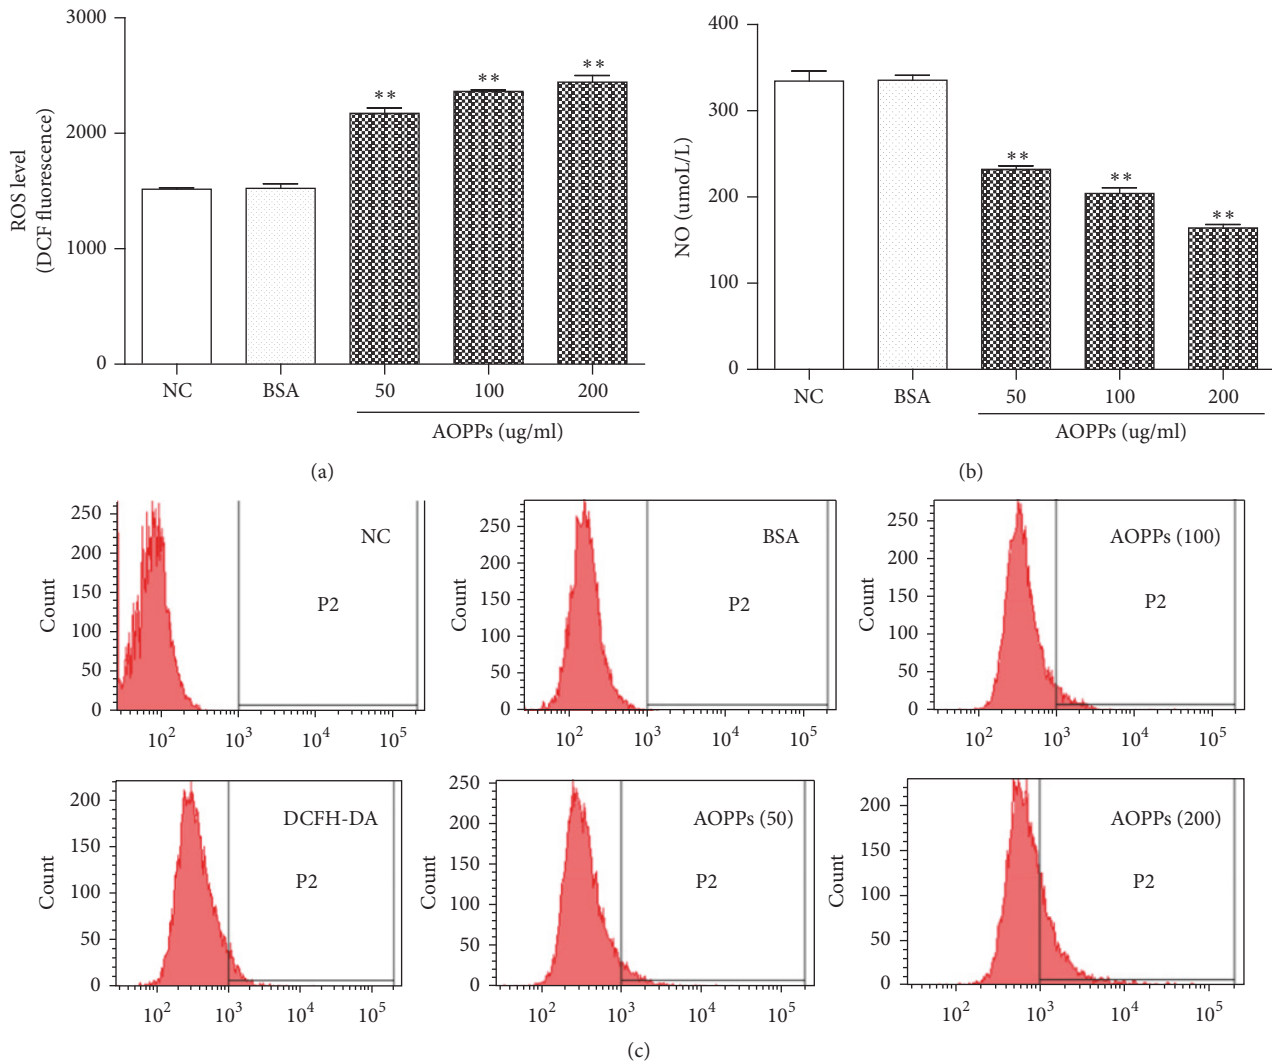 3000
2000
1000
0
ROS level
(DCF fluorescence)
**
**
**
NC
BSA
50
100
200
AOPPs (ug/ml)
(a)
400
300
200
100
0
NO (umoL/L)
**
**
**
NC
BSA
50
100
200
AOPPs (ug/ml)
(b)
250
200
150
100
50
0
Count
NC
P2
10^2
10^3
10^4
10^5
250
200
150
100
50
0
Count
BSA
P2
10^2
10^3
10^4
10^5
250
200
150
100
50
0
Count
AOPPs (100)
P2
10^2
10^3
10^4
10^5
200
150
100
50
0
Count
DCFH-DA
P2
10^2
10^3
10^4
10^5
250
200
150
100
50
0
Count
AOPPs (50)
P2
10^2
10^3
10^4
10^5
200
150
100
50
0
Count
AOPPs (200)
P2
10^2
10^3
10^4
10^5
(c)